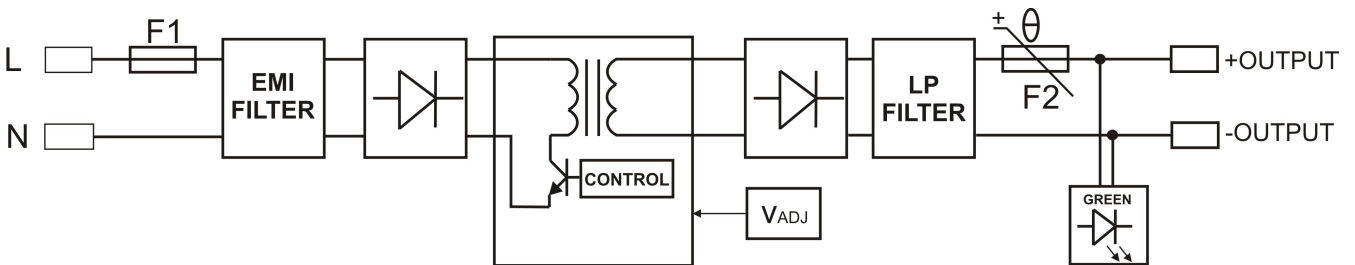 L
F1
EMI
FILTER
N
CONTROL
VADJ
LP
FILTER
± θ
F2
+OUTPUT
-OUTPUT
GREEN